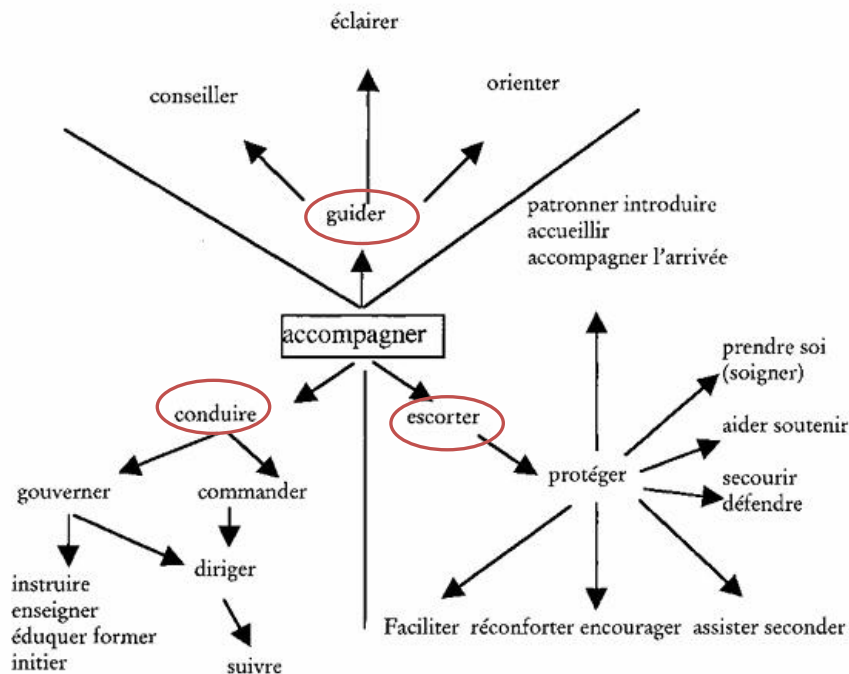 éclairer
conseiller
orienter
guider
patronner introduire
accueillir
accompagner l'arrivée
accompagner
prendre soi
(soigner)
conduire
escorter
aider soutenir
protéger
gouverner
commander
secourir
défendre
diriger
instruire
enseigner
éduquer former
initier
suivre
Faciliter
réconforter encourager
assister seconder